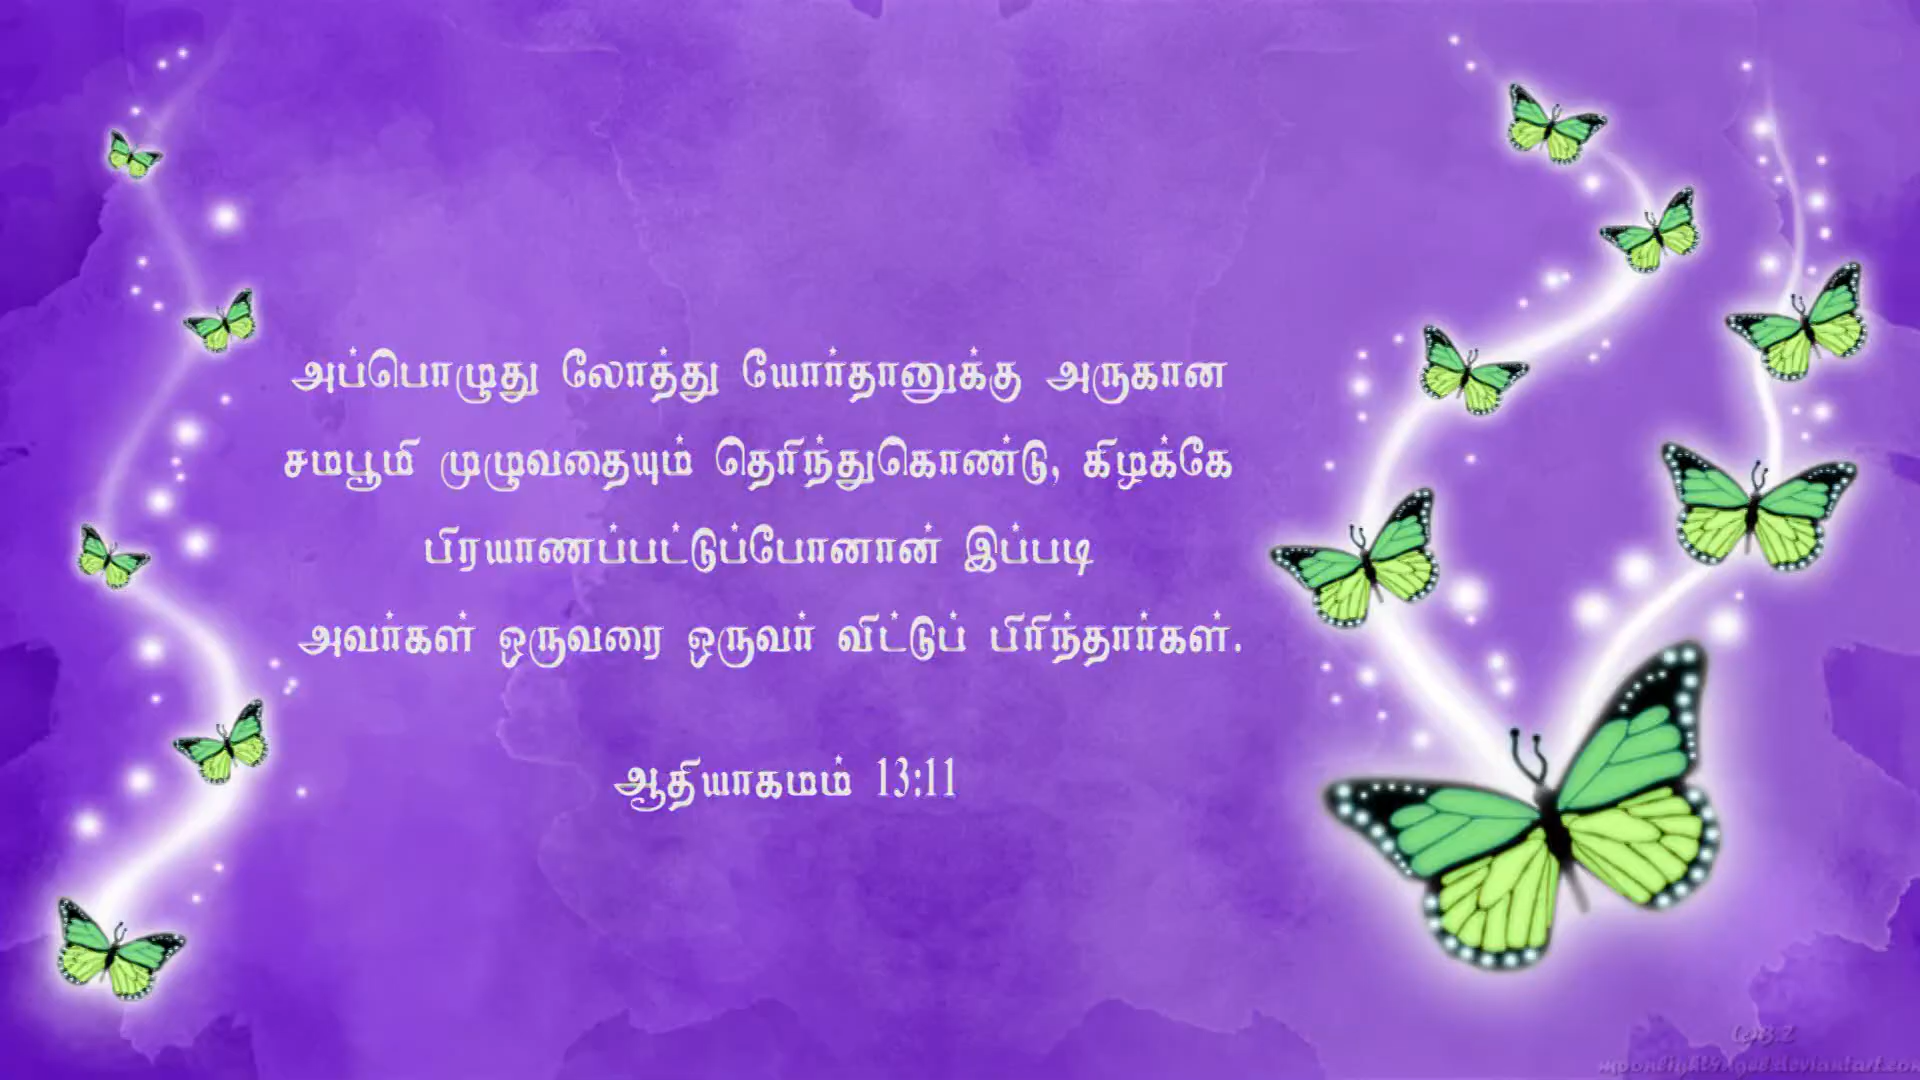 அப்பொழுது லோத்து யோர்தானுக்கு அருகான
சமபூமி முழுவதையும் தெரிந்துகொண்டு, கிழக்கே
பிரயாணப்பட்டுப்போனான் இப்படி
அவர்கள் ஒருவரை ஒருவர் விட்டுப் பிரிந்தார்கள்.
ஆதியாகமம் 13:11